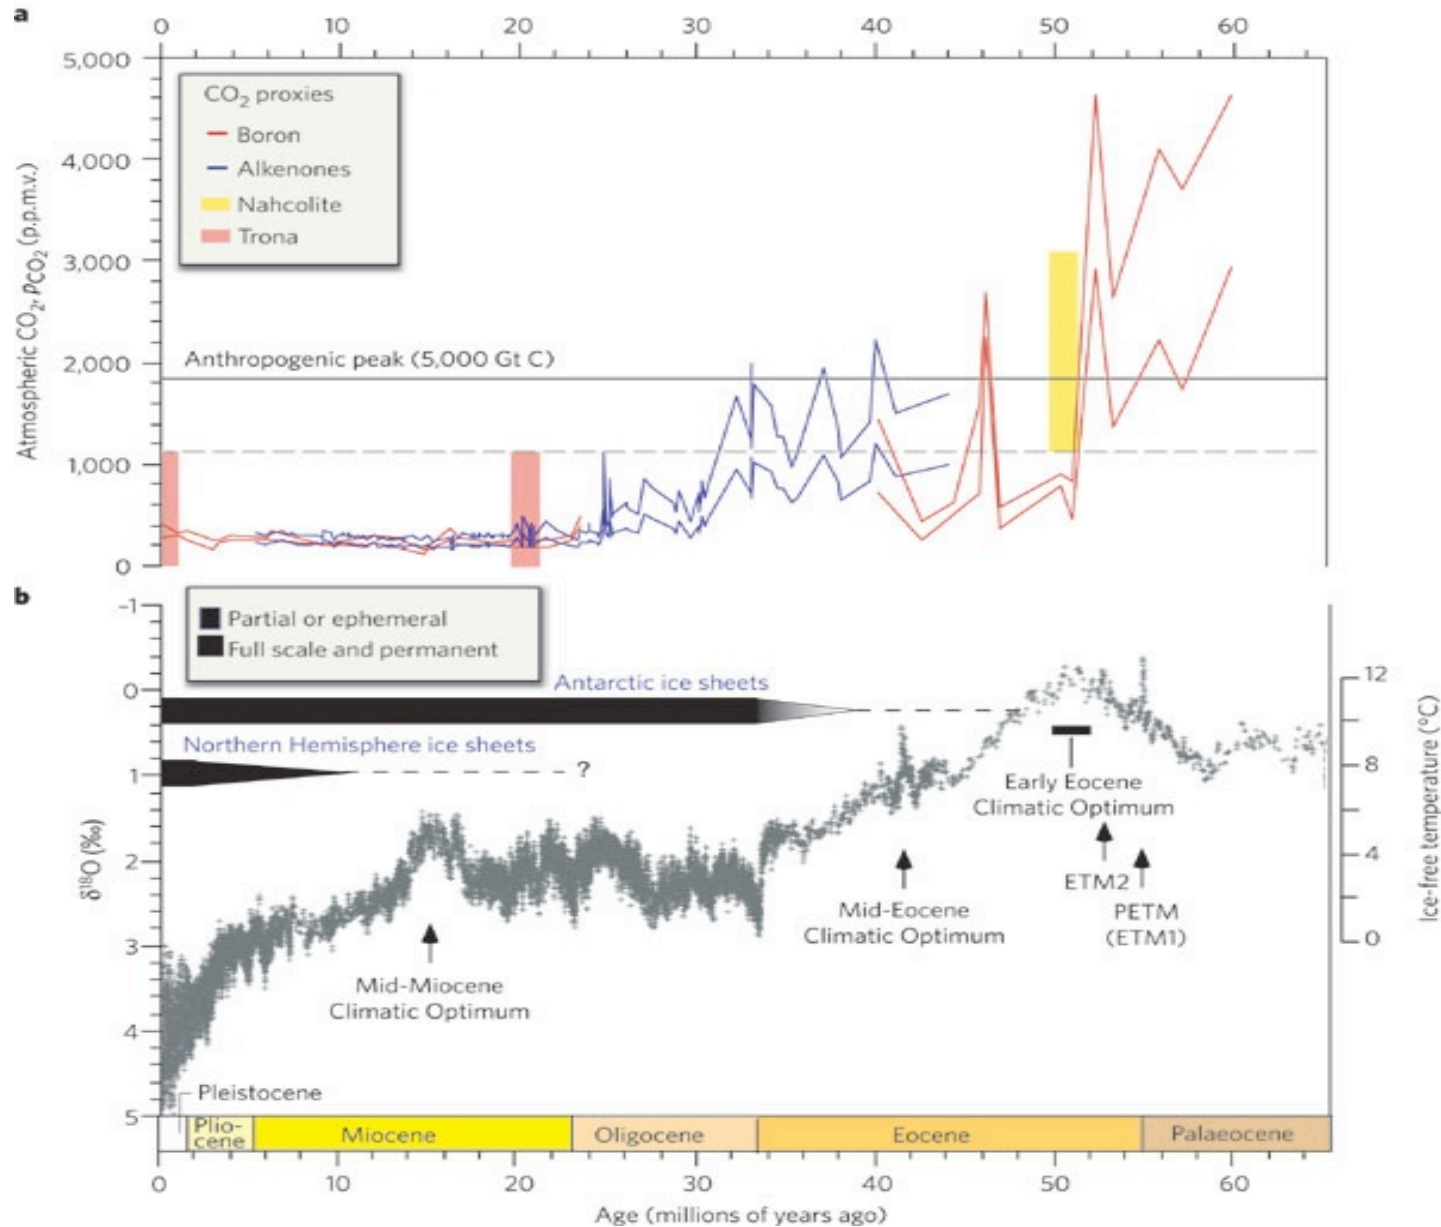 a
0 10 20 30 40 50 60
5,000
4,000
3,000
2,000
1,000
0
Atmospheric CO₂, pCO₂ (p.p.m.v.)
CO₂ proxies
Boron
Alkenones
Nahcolite
Trona
Anthropogenic peak (5,000 Gt C)
b
-1
0
1
2
3
4
5
δ¹⁸O (‰)
Partial or ephemeral
Full scale and permanent
Antarctic ice sheets
Northern Hemisphere ice sheets
?
12
8
4
0
Ice-free temperature (°C)
Early Eocene
Climatic Optimum
ETM2
PETM
(ETM1)
Mid-Eocene
Climatic Optimum
Mid-Miocene
Climatic Optimum
Pleistocene
Plio-
cene
Miocene
Oligocene
Eocene
Palaeocene
0 10 20 30 40 50 60
Age (millions of years ago)